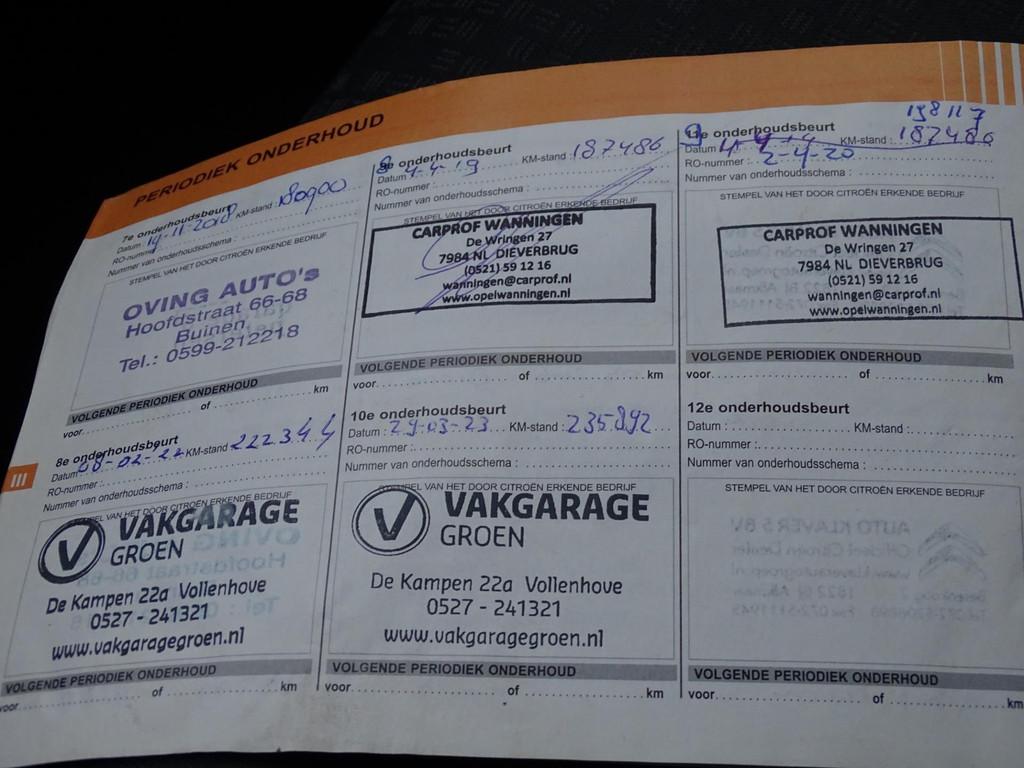 PERIODIEK ONDERHOUD
7e onderhoudsbeurt
Datum : 19-11-2018 KM-stand : 180900
RO-nummer :
Nummer van onderhoudsschema :
STEMPEL VAN HET DOOR CITROËN ERKENDE BEDRIJF
OVING AUTO's
Hoofdstraat 66-68
Buinen
Tel.: 0599-212218
VOLGENDE PERIODIEK ONDERHOUD
voor of km
8e onderhoudsbeurt
Datum 08-02-22 KM-stand 222344
RO-nummer :
Nummer van onderhoudsschema :
STEMPEL VAN HET DOOR CITROËN ERKENDE BEDRIJF
VAKGARAGE
GROEN
De Kampen 22a Vollenhove
0527 - 241321
www.vakgaragegroen.nl
VOLGENDE PERIODIEK ONDERHOUD
voor of km
8 onderhoudsbeurt
Datum 4-4-19 KM-stand : 187486
RO-nummer :
Nummer van onderhoudsschema :
STEMPEL VAN HET DOOR CITROËN ERKENDE BEDRIJF
CARPROF WANNINGEN
De Wringen 27
7984 NL DIEVERBRUG
(0521) 59 12 16
wanningen@carprof.nl
www.opelwanningen.nl
VOLGENDE PERIODIEK ONDERHOUD
voor of km
10e onderhoudsbeurt
Datum : 29-03-23 KM-stand : 235.892
RO-nummer :
Nummer van onderhoudsschema :
STEMPEL VAN HET DOOR CITROËN ERKENDE BEDRIJF
VAKGARAGE
GROEN
De Kampen 22a Vollenhove
0527 - 241321
www.vakgaragegroen.nl
VOLGENDE PERIODIEK ONDERHOUD
voor of km
198117
9 11e onderhoudsbeurt
Datum KM-stand : 187486
RO-nummer : 2-4-20
Nummer van onderhoudsschema :
STEMPEL VAN HET DOOR CITROËN ERKENDE BEDRIJF
CARPROF WANNINGEN
De Wringen 27
7984 NL DIEVERBRUG
(0521) 59 12 16
wanningen@carprof.nl
www.opelwanningen.nl
VOLGENDE PERIODIEK ONDERHOUD
voor of km
12e onderhoudsbeurt
Datum : KM-stand :
RO-nummer :
Nummer van onderhoudsschema :
STEMPEL VAN HET DOOR CITROËN ERKENDE BEDRIJF
VOLGENDE PERIODIEK ONDERHOUD
voor of km
III